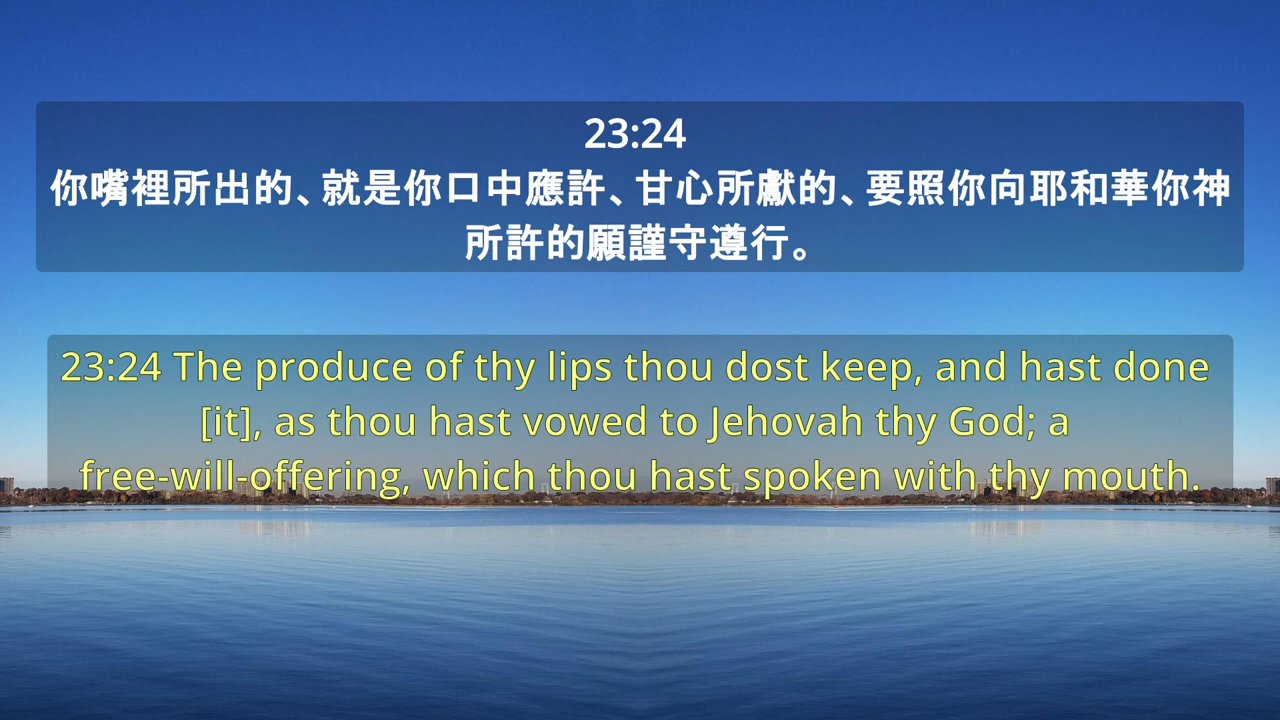 23:24
你嘴裡所出的、就是你口中應許、甘心所獻的、要照你向耶和華你神
所許的願謹守遵行。
23:24 The produce of thy lips thou dost keep, and hast done
[it], as thou hast vowed to Jehovah thy God; a
free-will-offering, which thou hast spoken with thy mouth.